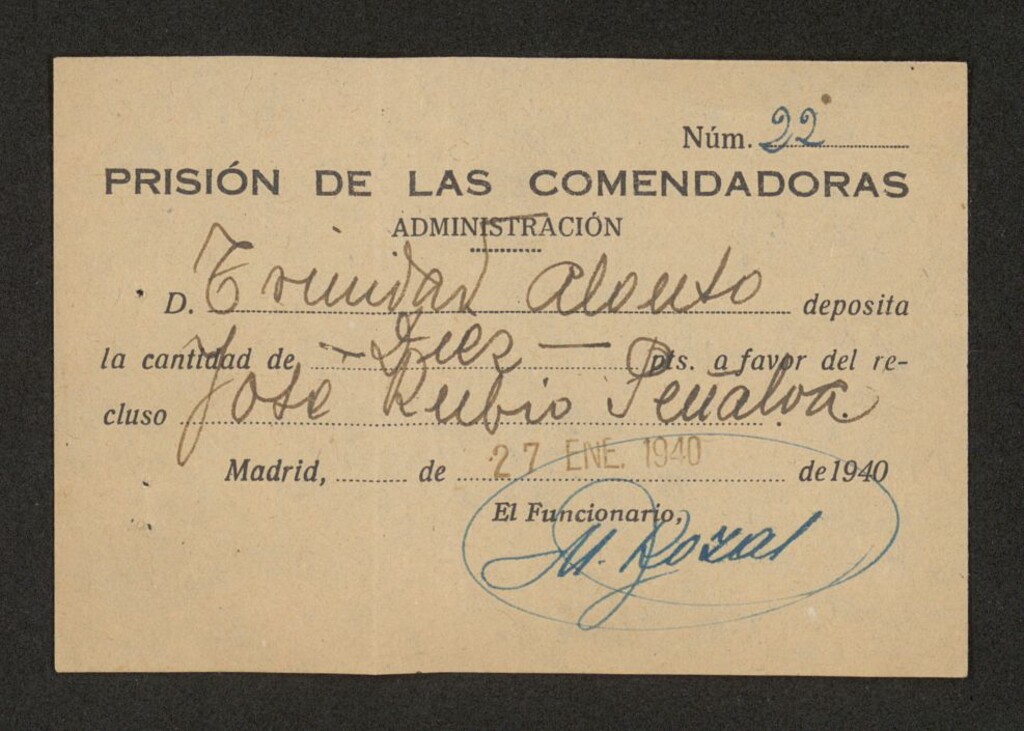 Núm. 22
PRISIÓN DE LAS COMENDADORAS
ADMINISTRACIÓN
D. Trinidad Alonso deposita
la cantidad de - Diez - pts. a favor del re-
cluso Jose Rubio Peñalva.
Madrid, de 27 ENE. 1940 de 1940
El Funcionario,
M. Rozal